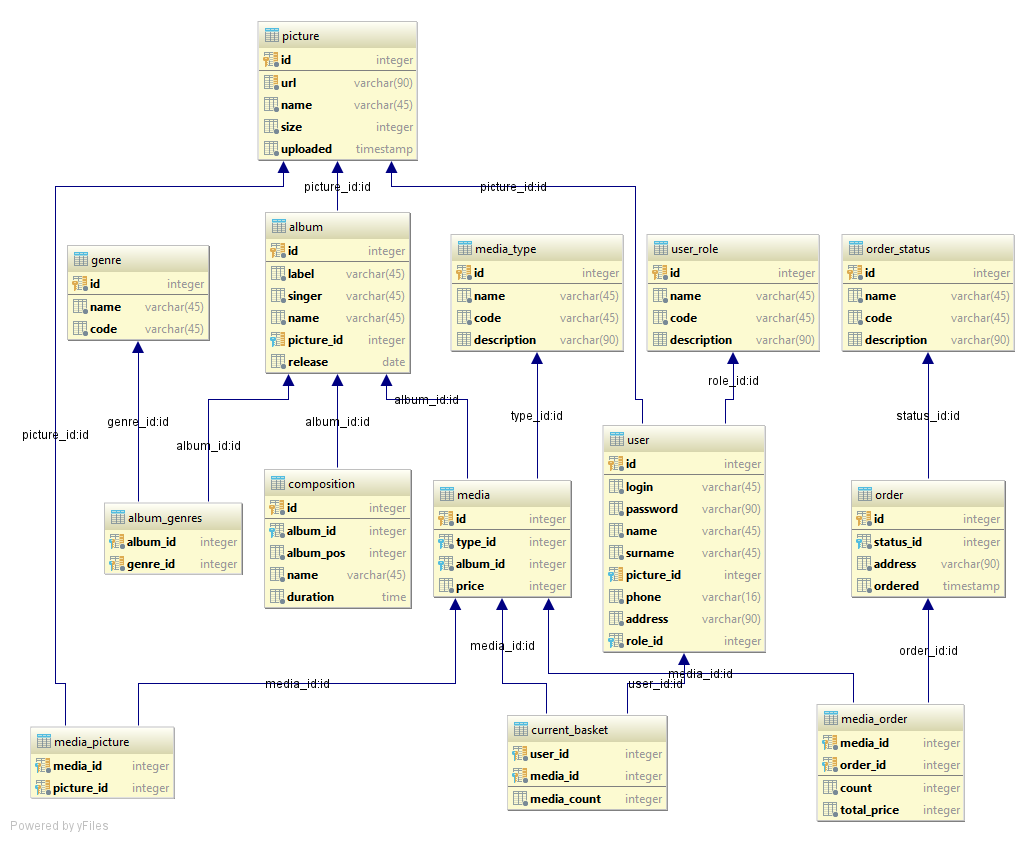 picture
id integer
url varchar(90)
name varchar(45)
size integer
uploaded timestamp
picture_id:id
picture_id:id
album
id integer
label varchar(45)
singer varchar(45)
name varchar(45)
picture_id integer
release date
genre
id integer
name varchar(45)
code varchar(45)
media_type
id integer
name varchar(45)
code varchar(45)
description varchar(90)
user_role
id integer
name varchar(45)
code varchar(45)
description varchar(90)
order_status
id integer
name varchar(45)
code varchar(45)
description varchar(90)
picture_id:id
genre_id:id
album_id:id
album_id:id
album_id:id
type_id:id
role_id:id
status_id:id
album_genres
album_id integer
genre_id integer
composition
id integer
album_id integer
album_pos integer
name varchar(45)
duration time
media
id integer
type_id integer
album_id integer
price integer
user
id integer
login varchar(45)
password varchar(90)
name varchar(45)
surname varchar(45)
picture_id integer
phone varchar(16)
address varchar(90)
role_id integer
order
id integer
status_id integer
address varchar(90)
ordered timestamp
media_id:id
media_id:id
user_id:id
media_id:id
order_id:id
media_picture
media_id integer
picture_id integer
current_basket
user_id integer
media_id integer
media_count integer
media_order
media_id integer
order_id integer
count integer
total_price integer
Powered by yFiles